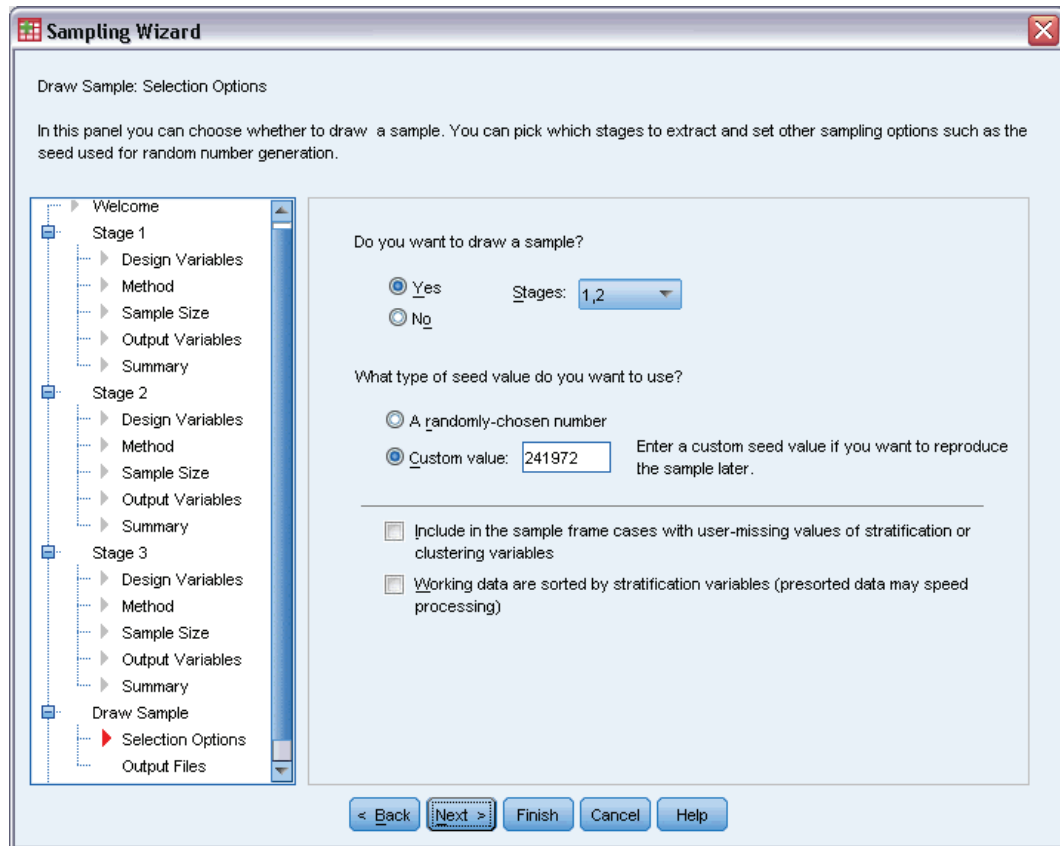 Sampling Wizard
Draw Sample: Selection Options
In this panel you can choose whether to draw a sample. You can pick which stages to extract and set other sampling options such as the
seed used for random number generation.
Welcome
Stage 1
Design Variables
Method
Sample Size
Output Variables
Summary
Stage 2
Design Variables
Method
Sample Size
Output Variables
Summary
Stage 3
Design Variables
Method
Sample Size
Output Variables
Summary
Draw Sample
Selection Options
Output Files
Do you want to draw a sample?
Yes
Stages: 1,2
No
What type of seed value do you want to use?
A randomly-chosen number
Custom value: 241972
Enter a custom seed value if you want to reproduce
the sample later.
Include in the sample frame cases with user-missing values of stratification or
clustering variables
Working data are sorted by stratification variables (presorted data may speed
processing)
< Back
Next >
Finish
Cancel
Help